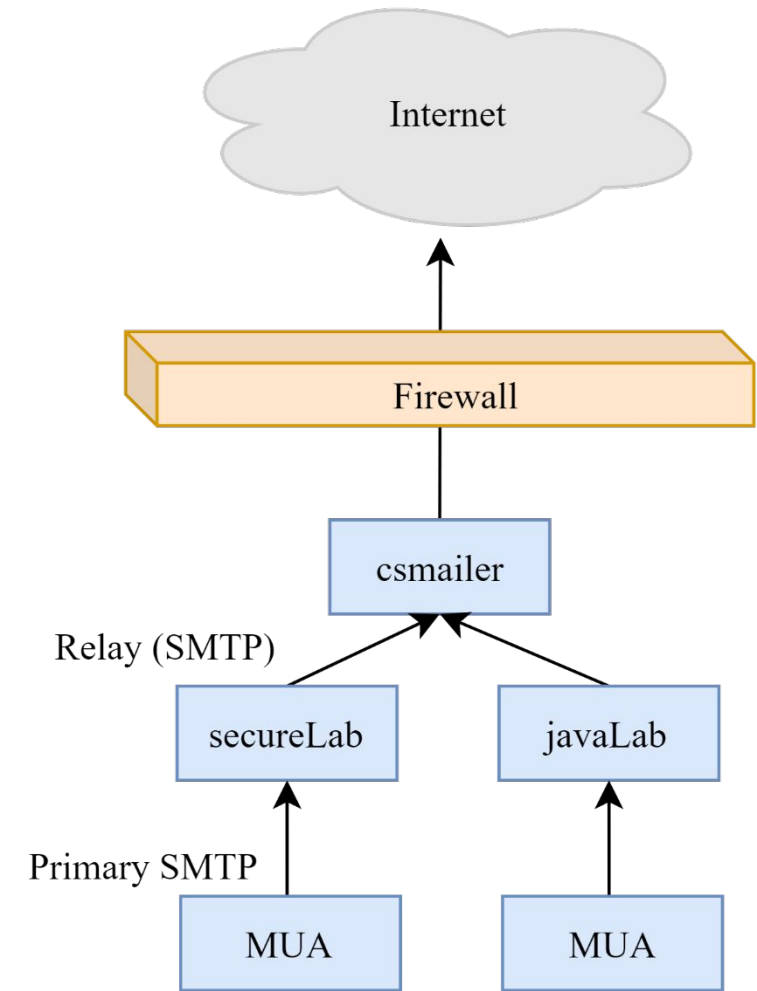 Internet
Firewall
csmailer
Relay (SMTP)
secureLab
javaLab
Primary SMTP
MUA
MUA